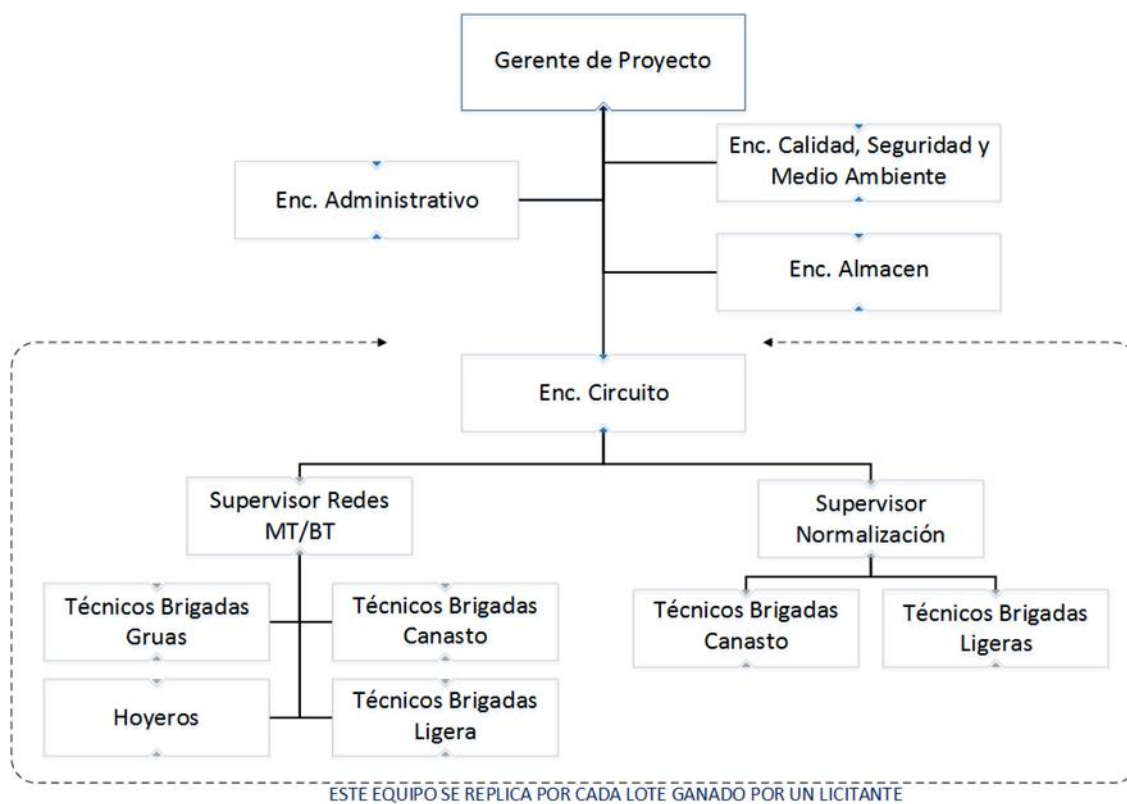 Gerente de Proyecto
Enc. Calidad, Seguridad y
Medio Ambiente
Enc. Administrativo
Enc. Almacen
Enc. Circuito
Supervisor Redes
MT/BT
Supervisor
Normalización
Técnicos Brigadas
Gruas
Técnicos Brigadas
Canasto
Técnicos Brigadas
Canasto
Técnicos Brigadas
Ligeras
Hoyeros
Técnicos Brigadas
Ligera
ESTE EQUIPO SE REPLICA POR CADA LOTE GANADO POR UN LICITANTE